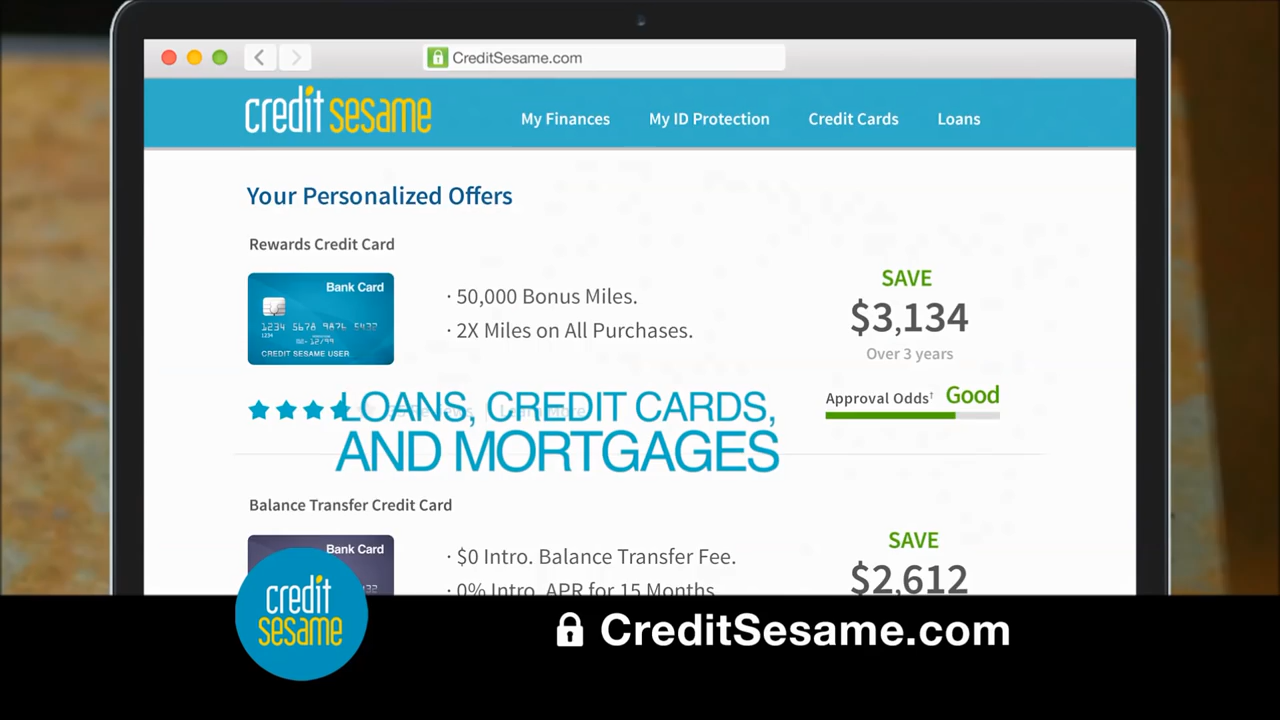 CreditSesame.com
credit sesame
My Finances
My ID Protection
Credit Cards
Loans
Your Personalized Offers
Rewards Credit Card
Bank Card
1234 5678 9876 5432
1234
12/99
CREDIT SESAME USER
· 50,000 Bonus Miles.
· 2X Miles on All Purchases.
SAVE
$3,134
Over 3 years
Approval Odds† Good
LOANS, CREDIT CARDS,
AND MORTGAGES
Balance Transfer Credit Card
Bank Card
· $0 Intro. Balance Transfer Fee.
· 0% Intro. APR for 15 Months
SAVE
$2,612
credit
sesame
CreditSesame.com